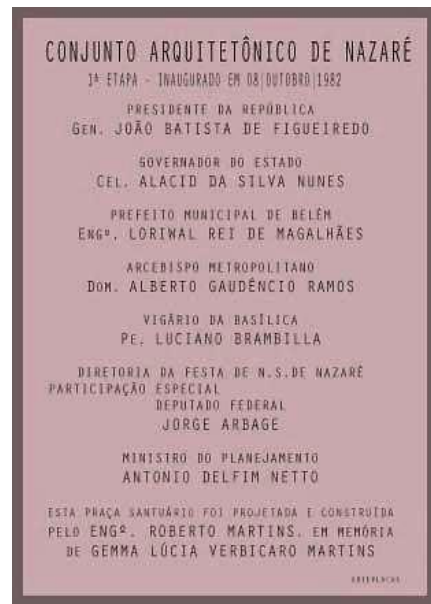 CONJUNTO ARQUITETÔNICO DE NAZARÉ
1ª ETAPA - INAUGURADO EM 08|OUTOBRO|1982
PRESIDENTE DA REPÚBLICA
GEN. JOÃO BATISTA DE FIGUEIREDO
GOVERNADOR DO ESTADO
CEL. ALACID DA SILVA NUNES
PREFEITO MUNICIPAL DE BELÉM
ENGº. LORIWAL REI DE MAGALHÃES
ARCEBISPO METROPOLITANO
DOM. ALBERTO GAUDÊNCIO RAMOS
VIGÁRIO DA BASÍLICA
PE. LUCIANO BRAMBILLA
DIRETORIA DA FESTA DE N.S.DE NAZARÉ
PARTICIPAÇÃO ESPECIAL
DEPUTADO FEDERAL
JORGE ARBAGE
MINISTRO DO PLANEJAMENTO
ANTONIO DELFIM NETTO
ESTA PRAÇA SANTUÁRIO FOI PROJETADA E CONSTRUÍDA
PELO ENGº. ROBERTO MARTINS. EM MEMÓRIA
DE GEMMA LÚCIA VERBICARO MARTINS
ARTEPLACAS